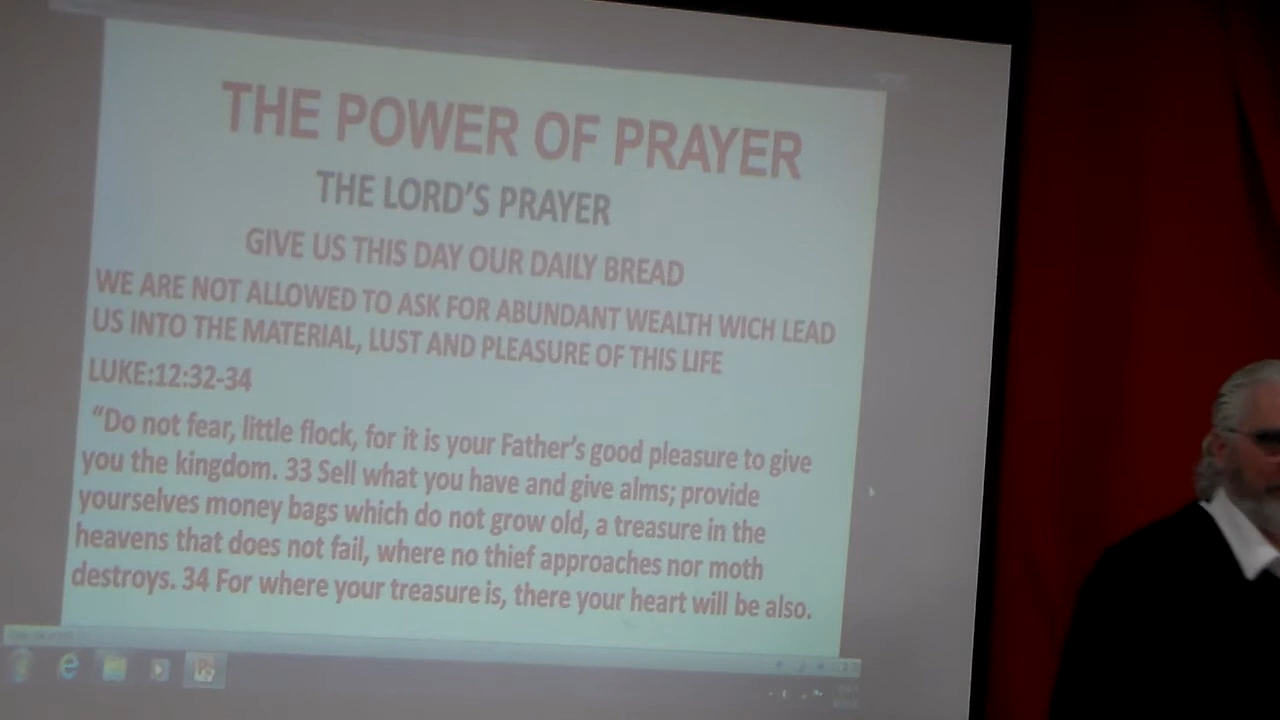 THE POWER OF PRAYER
THE LORD'S PRAYER
GIVE US THIS DAY OUR DAILY BREAD
WE ARE NOT ALLOWED TO ASK FOR ABUNDANT WEALTH WICH LEAD
US INTO THE MATERIAL, LUST AND PLEASURE OF THIS LIFE
LUKE:12:32-34
“Do not fear, little flock, for it is your Father’s good pleasure to give
you the kingdom. 33 Sell what you have and give alms; provide
yourselves money bags which do not grow old, a treasure in the
heavens that does not fail, where no thief approaches nor moth
destroys. 34 For where your treasure is, there your heart will be also.